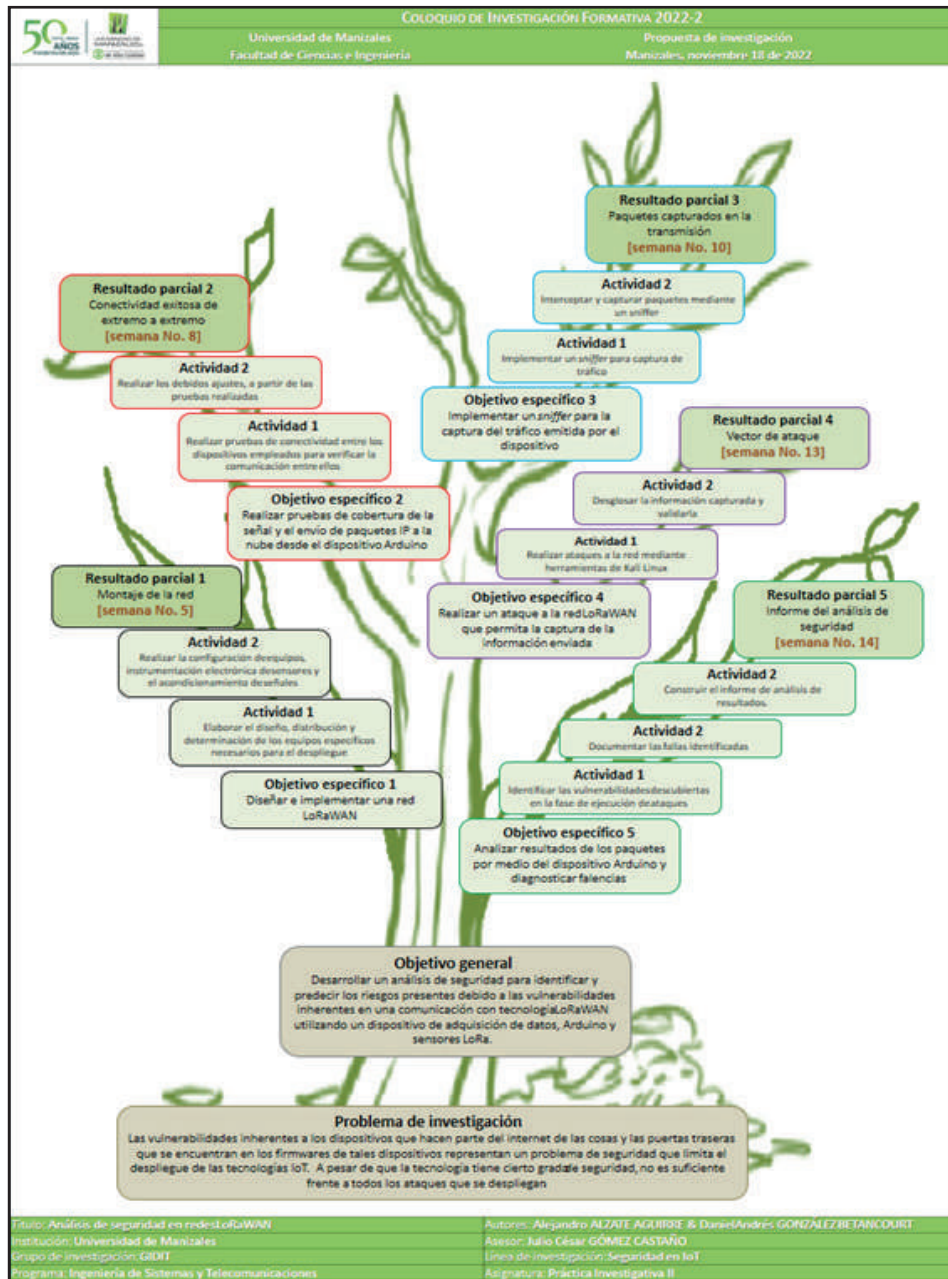 COLOQUIO DE INVESTIGACIÓN FORMATIVA 2022-2
50 AÑOS
UNIVERSIDAD DE MANIZALES
Universidad de Manizales
Facultad de Ciencias e Ingeniería
Propuesta de investigación
Manizales, noviembre 18 de 2022
Resultado parcial 3
Paquetes capturados en la
transmisión
[semana No. 10]
Actividad 2
Interceptar y capturar paquetes mediante
un sniffer
Actividad 1
Implementar un sniffer para captura de
tráfico
Objetivo específico 3
Implementar un sniffer para la
captura del tráfico emitida por el
dispositivo
Resultado parcial 2
Conectividad exitosa de
extremo a extremo
[semana No. 8]
Actividad 2
Realizar los debidos ajustes, a partir de las
pruebas realizadas
Actividad 1
Realizar pruebas de conectividad entre los
dispositivos empleados para verificar la
comunicación entre ellos
Objetivo específico 2
Realizar pruebas de cobertura de la
señal y el envío de paquetes IP a la
nube desde el dispositivo Arduino
Resultado parcial 4
Vector de ataque
[semana No. 13]
Actividad 2
Desglosar la información capturada y
validarla
Actividad 1
Realizar ataques a la red mediante
herramientas de Kali Linux
Objetivo específico 4
Realizar un ataque a la redLoRaWAN
que permita la captura de la
información enviada
Resultado parcial 1
Montaje de la red
[semana No. 5]
Actividad 2
Realizar la configuración deequipos,
instrumentación electrónica desensores y
el acondicionamiento deseñales
Actividad 1
Elaborar el diseño, distribución y
determinación de los equipos específicos
necesarios para el despliegue
Objetivo específico 1
Diseñar e implementar una red
LoRaWAN
Resultado parcial 5
Informe del análisis de
seguridad
[semana No. 14]
Actividad 2
Construir el informe de análisis de
resultados.
Actividad 2
Documentar las fallas identificadas
Actividad 1
Identificar las vulnerabilidadesdescubiertas
en la fase de ejecución deataques
Objetivo específico 5
Analizar resultados de los paquetes
por medio del dispositivo Arduino y
diagnosticar falencias
Objetivo general
Desarrollar un análisis de seguridad para identificar y
predecir los riesgos presentes debido a las vulnerabilidades
inherentes en una comunicación con tecnologíaLoRaWAN
utilizando un dispositivo de adquisición de datos, Arduino y
sensores LoRa.
Problema de investigación
Las vulnerabilidades inherentes a los dispositivos que hacen parte del internet de las cosas y las puertas traseras
que se encuentran en los firmwares de tales dispositivos representan un problema de seguridad que limita el
despliegue de las tecnologías IoT. A pesar de que la tecnología tiene cierto grado de seguridad, no es suficiente
frente a todos los ataques que se despliegan
Título: Análisis de seguridad en redesLoRaWAN
Institución: Universidad de Manizales
Grupo de investigación: GIDIT
Programa: Ingeniería de Sistemas y Telecomunicaciones
Autores: Alejandro ALZATE AGUIRRE & DanielAndrés GONZÁLEZBETANCOURT
Asesor: Julio César GÓMEZ CASTAÑO
Línea de investigación: Seguridad en IoT
Asignatura: Práctica Investigativa II